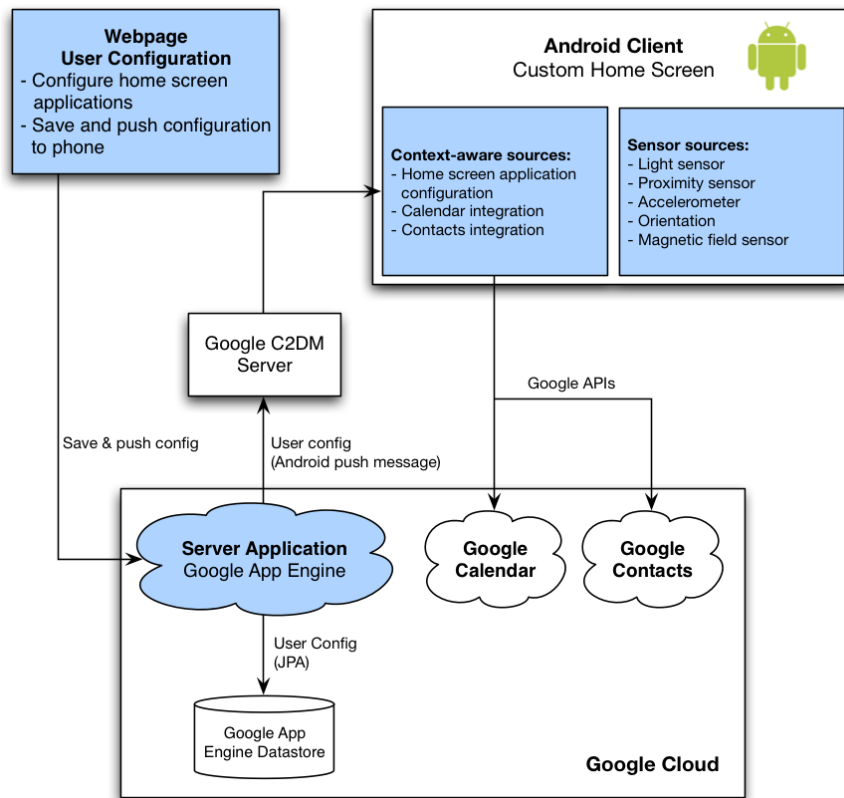 Webpage
User Configuration
- Configure home screen
applications
- Save and push configuration
to phone
Android Client
Custom Home Screen
Context-aware sources:
- Home screen application
configuration
- Calendar integration
- Contacts integration
Sensor sources:
- Light sensor
- Proximity sensor
- Accelerometer
- Orientation
- Magnetic field sensor
Google C2DM
Server
Google APIs
Save & push config
User config
(Android push message)
Server Application
Google App Engine
Google
Calendar
Google
Contacts
User Config
(JPA)
Google App
Engine Datastore
Google Cloud